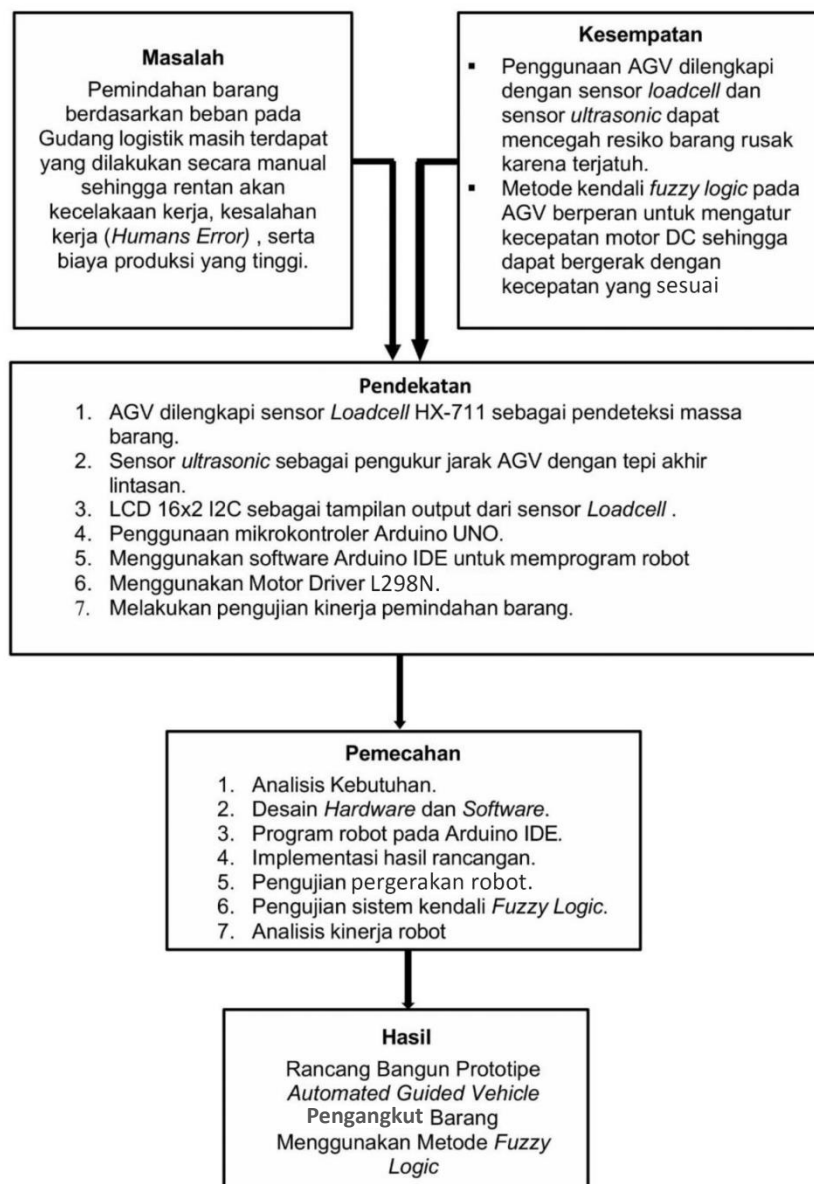 Masalah
Pemindahan barang
berdasarkan beban pada
Gudang logistik masih terdapat
yang dilakukan secara manual
sehingga rentan akan
kecelakaan kerja, kesalahan
kerja (Humans Error) , serta
biaya produksi yang tinggi.
Kesempatan
▪ Penggunaan AGV dilengkapi
dengan sensor loadcell dan
sensor ultrasonic dapat
mencegah resiko barang rusak
karena terjatuh.
▪ Metode kendali fuzzy logic pada
AGV berperan untuk mengatur
kecepatan motor DC sehingga
dapat bergerak dengan
kecepatan yang sesuai
Pendekatan
1. AGV dilengkapi sensor Loadcell HX-711 sebagai pendeteksi massa
barang.
2. Sensor ultrasonic sebagai pengukur jarak AGV dengan tepi akhir
lintasan.
3. LCD 16x2 I2C sebagai tampilan output dari sensor Loadcell .
4. Penggunaan mikrokontroler Arduino UNO.
5. Menggunakan software Arduino IDE untuk memprogram robot
6. Menggunakan Motor Driver L298N.
7. Melakukan pengujian kinerja pemindahan barang.
Pemecahan
1. Analisis Kebutuhan.
2. Desain Hardware dan Software.
3. Program robot pada Arduino IDE.
4. Implementasi hasil rancangan.
5. Pengujian pergerakan robot.
6. Pengujian sistem kendali Fuzzy Logic.
7. Analisis kinerja robot
Hasil
Rancang Bangun Prototipe
Automated Guided Vehicle
Pengangkut Barang
Menggunakan Metode Fuzzy
Logic